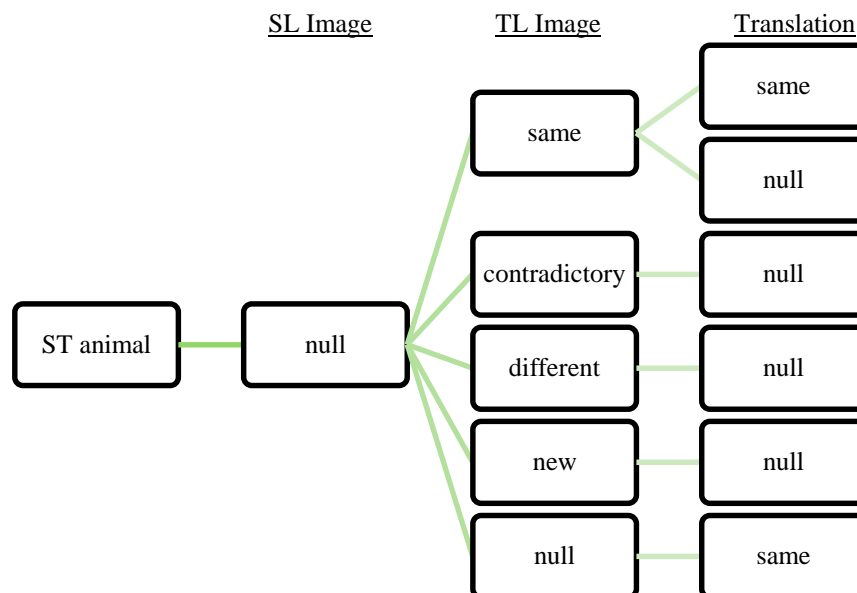 SL Image TL Image Translation
same
same
null
contradictory null
ST animal null
different null
new null
null same